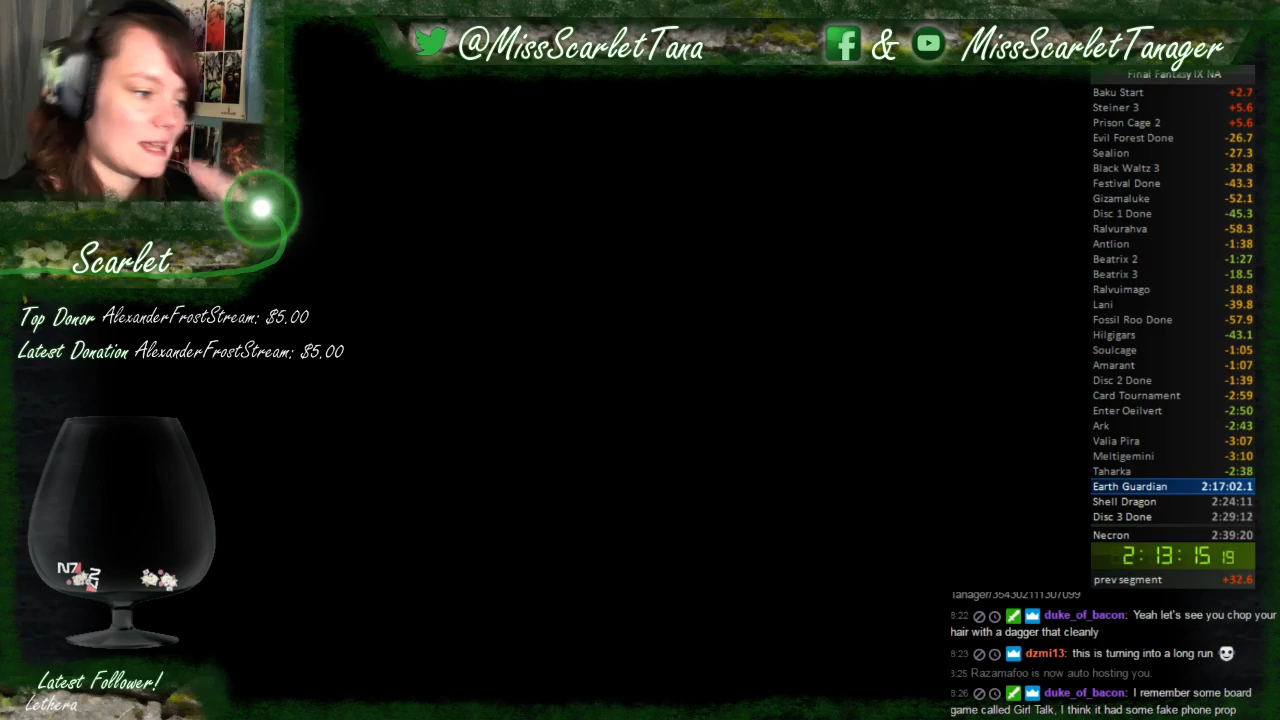 @MissScarletTana
& MissScarletTanager
Final Fantasy IX NA
Baku Start +2.7
Steiner 3 +5.6
Prison Cage 2 +5.6
Evil Forest Done -26.7
Sealion -27.3
Black Waltz 3 -32.8
Festival Done -43.3
Gizamaluke -52.1
Disc 1 Done -45.3
Ralvurahva -58.3
Antlion -1:38
Beatrix 2 -1:27
Beatrix 3 -18.5
Ralvuimago -18.8
Lani -39.8
Fossil Roo Done -57.9
Hilgigars -43.1
Soulcage -1:05
Amarant -1:07
Disc 2 Done -1:39
Card Tournament -2:59
Enter Oeilvert -2:50
Ark -2:43
Valia Pira -3:07
Meltigemini -3:10
Taharka -2:38
Earth Guardian 2:17:02.1
Shell Dragon 2:24:11
Disc 3 Done 2:29:12
Necron 2:39:20
2:13:15 19
prev segment +32.6
Scarlet
Top Donor AlexanderFrostStream: $5.00
Latest Donation AlexanderFrostStream: $5.00
N7
N7
Latest Follower!
Lethera
Tanager/354302111307099
8:22 duke_of_bacon: Yeah let's see you chop your
hair with a dagger that cleanly
8:23 dzmi13: this is turning into a long run
8:25 Razamafoo is now auto hosting you.
8:26 duke_of_bacon: I remember some board
game called Girl Talk, I think it had some fake phone prop